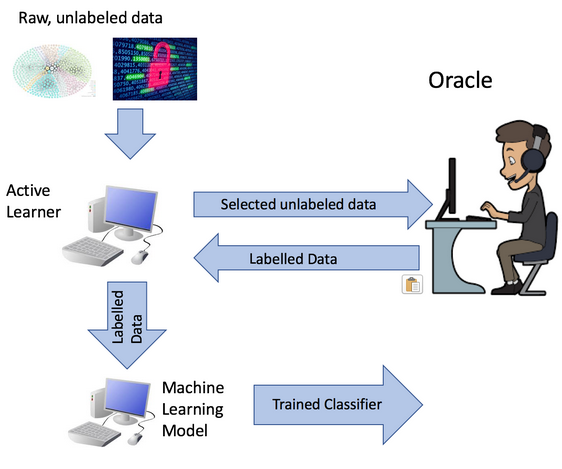 Raw, unlabeled data
Oracle
Active
Learner
Selected unlabeled data
Labelled Data
Labelled
Data
Machine
Learning
Model
Trained Classifier